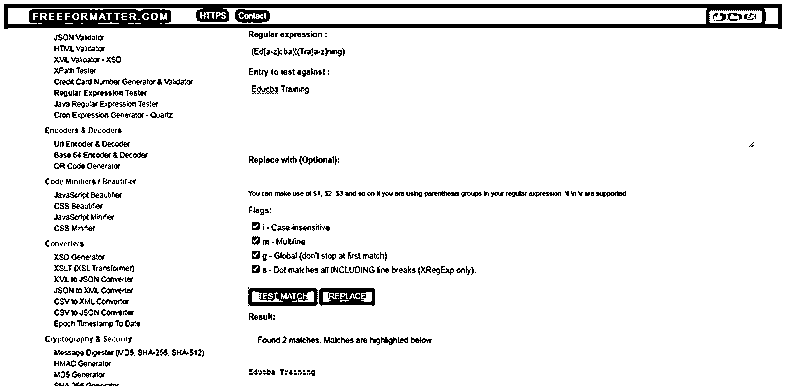 FREEFORMATTER.COM HTTPS Contact
JSON Validator
HTML Validator
XML Validator - XSD
XPath Tester
Credit Card Number Generator & Validator
Regular Expression Tester
Java Regular Expression Tester
Cron Expression Generator - Quartz
Encoders & Decoders
Url Encoder & Decoder
Base 64 Encoder & Decoder
QR Code Generator
Code Minifiers / Beautifier
JavaScript Beautifier
CSS Beautifier
JavaScript Minifier
CSS Minifier
Converters
XSD Generator
XSLT (XSL Transformer)
XML to JSON Converter
JSON to XML Converter
CSV to XML Converter
CSV to JSON Converter
Epoch Timestamp To Date
Cryptography & Security
Message Digester (MD5, SHA-256, SHA-512)
HMAC Generator
MD5 Generator
SHA-256 Generator
Regular expression :
Entry to test against :
Educba Training
Replace with (Optional):
You can make use of $1, $2, $3 and so on if you are using parenthesis groups in your regular expression. \t \n \r are supported
Flags:
i - Case-insensitive
m - Multiline
g - Global (don't stop at first match)
s - Dot matches all INCLUDING line breaks (XRegExp only).
TEST MATCH REPLACE
Result:
Found 2 matches. Matches are highlighted below
Educba Training